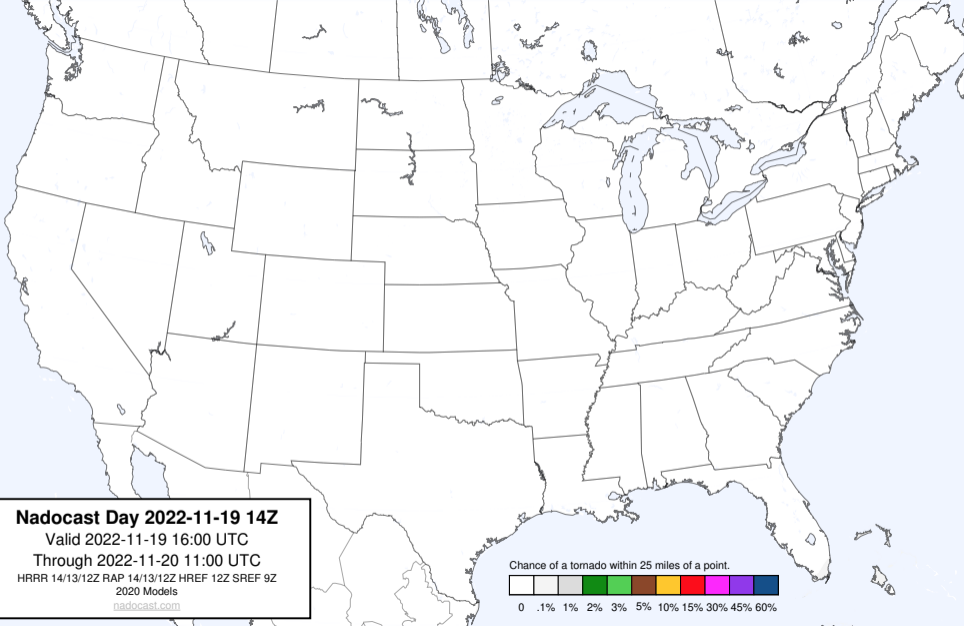 Nadocast Day 2022-11-19 14Z
Valid 2022-11-19 16:00 UTC
Through 2022-11-20 11:00 UTC
HRRR 14/13/12Z RAP 14/13/12Z HREF 12Z SREF 9Z
2020 Models
nadocast.com
Chance of a tornado within 25 miles of a point.
0 .1% 1% 2% 3% 5% 10% 15% 30% 45% 60%